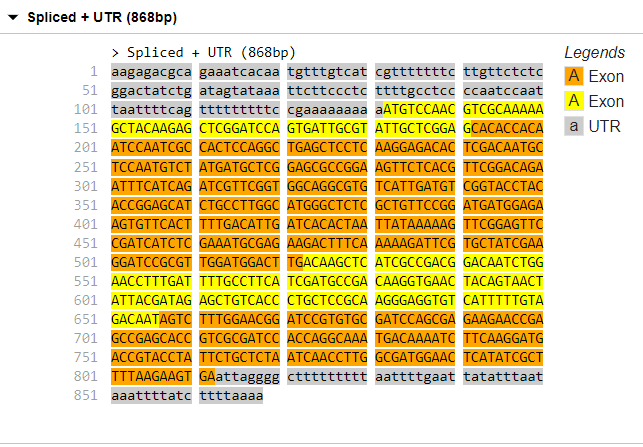 Spliced + UTR (868bp)
> Spliced + UTR (868bp)
Legends
1 aagagacgca gaaatcacaa tgtttgtcat cgtttttttc ttgttctctc
A Exon
51 ggactatctg atagtataaa ttcttccctc ttttgcctcc ccaatccaat
A Exon
101 taattttcag tttttttttc cgaaaaaaaa aATGTCCAAC GTCGCAAAAA
a UTR
151 GCTACAAGAG CTCGGATCCA GTGATTGCGT ATTGCTCGGA GCACACCACA
201 ATCCAATCGC CACTCCAGGC TGAGCTCCTC AAGGAGACAC TCGACAATGC
251 TCCAATGTCT ATGATGCTCG GAGCGCCGGA AGTTCTCACG TTCGGACAGA
301 ATTTCATCAG ATCGTTCGGT GGCAGGCGTG TCATTGATGT CGGTACCTAC
351 ACCGGAGCAT CTGCCTTGGC ATGGGCTCTC GCTGTTCCGG ATGATGGAGA
401 AGTGTTCACT TTTGACATTG ATCACACTAA TTATAAAAAG TTCGGAGTTC
451 CGATCATCTC GAAATGCGAG AAGACTTTCA AAAAGATTCG TGCTATCGAA
501 GGATCCGCGT TGGATGGACT TGACAAGCTC ATCGCCGACG GACAATCTGG
551 AACCTTTGAT TTTGCCTTCA TCGATGCCGA CAAGGTGAAC TACAGTAACT
601 ATTACGATAG AGCTGTCACC CTGCTCCGCA AGGGAGGTGT CATTTTTGTA
651 GACAATAGTC TTTGGAACGG ATCCGTGTGC GATCCAGCGA GAAGAACCGA
701 GCCGAGCACC GTCGCGATCC ACCAGGCAAA TGACAAAATC TTCAAGGATG
751 ACCGTACCTA TTCTGCTCTA ATCAACCTTG GCGATGGAAC TCATATCGCT
801 TTTAAGAAGT GAattagggg cttttttttt aattttgaat tatatttaat
851 aaattttatc ttttaaaa